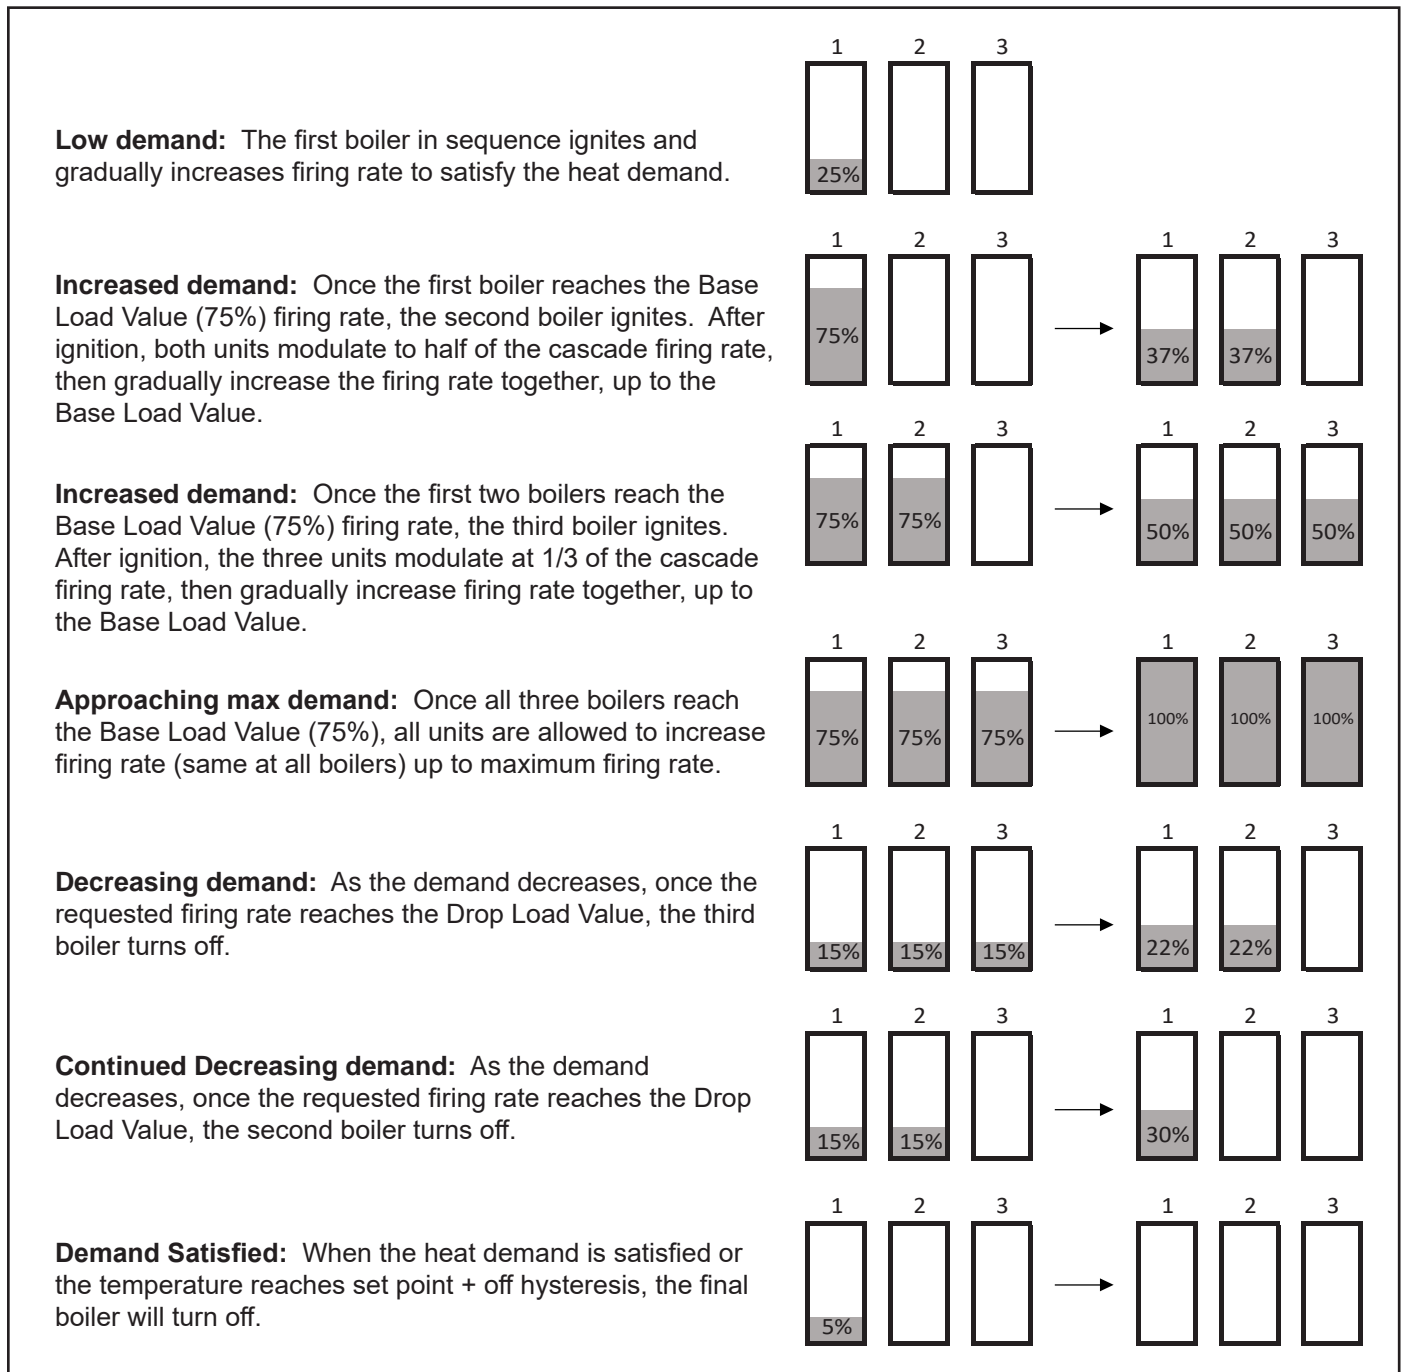 1 2 3
Low demand: The first boiler in sequence ignites and
gradually increases firing rate to satisfy the heat demand.
25%
1 2 3 1 2 3
Increased demand: Once the first boiler reaches the Base
Load Value (75%) firing rate, the second boiler ignites. After
ignition, both units modulate to half of the cascade firing rate,
then gradually increase the firing rate together, up to the
Base Load Value.
75% 37% 37%
1 2 3 1 2 3
Increased demand: Once the first two boilers reach the
Base Load Value (75%) firing rate, the third boiler ignites.
After ignition, the three units modulate at 1/3 of the cascade
firing rate, then gradually increase firing rate together, up to
the Base Load Value.
75% 75% 50% 50% 50%
1 2 3 1 2 3
Approaching max demand: Once all three boilers reach
the Base Load Value (75%), all units are allowed to increase
firing rate (same at all boilers) up to maximum firing rate.
75% 75% 75% 100% 100% 100%
1 2 3 1 2 3
Decreasing demand: As the demand decreases, once the
requested firing rate reaches the Drop Load Value, the third
boiler turns off.
15% 15% 15% 22% 22%
1 2 3 1 2 3
Continued Decreasing demand: As the demand
decreases, once the requested firing rate reaches the Drop
Load Value, the second boiler turns off.
15% 15% 30%
1 2 3 1 2 3
Demand Satisfied: When the heat demand is satisfied or
the temperature reaches set point + off hysteresis, the final
boiler will turn off.
5%